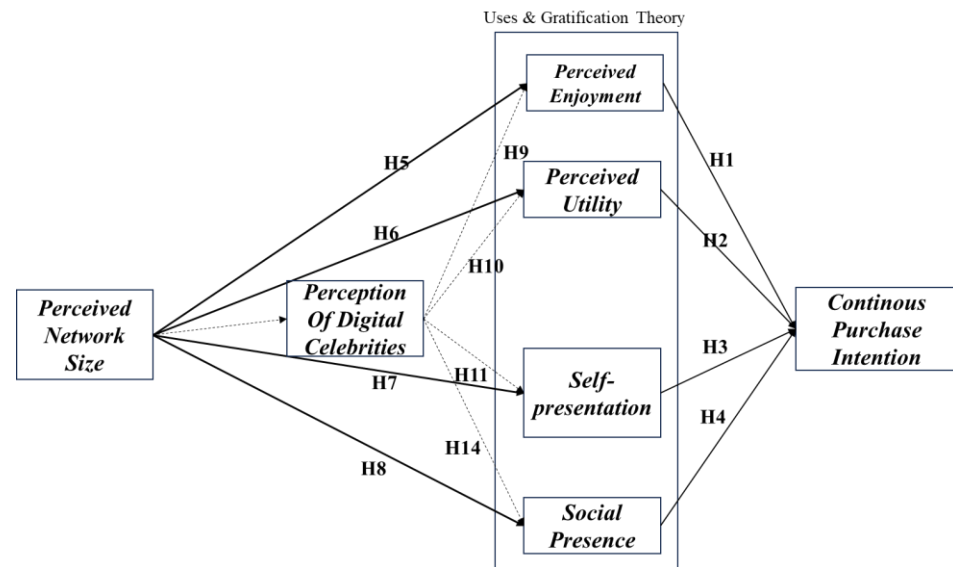 Uses & Gratification Theory
Perceived
Enjoyment
H9
H1
H5
Perceived
Utility
H6
H2
H10
Perceived
Network
Size
Perception
Of Digital
Celebrities
Continous
Purchase
Intention
H3
H7
H11
Self-
presentation
H4
H14
H8
Social
Presence